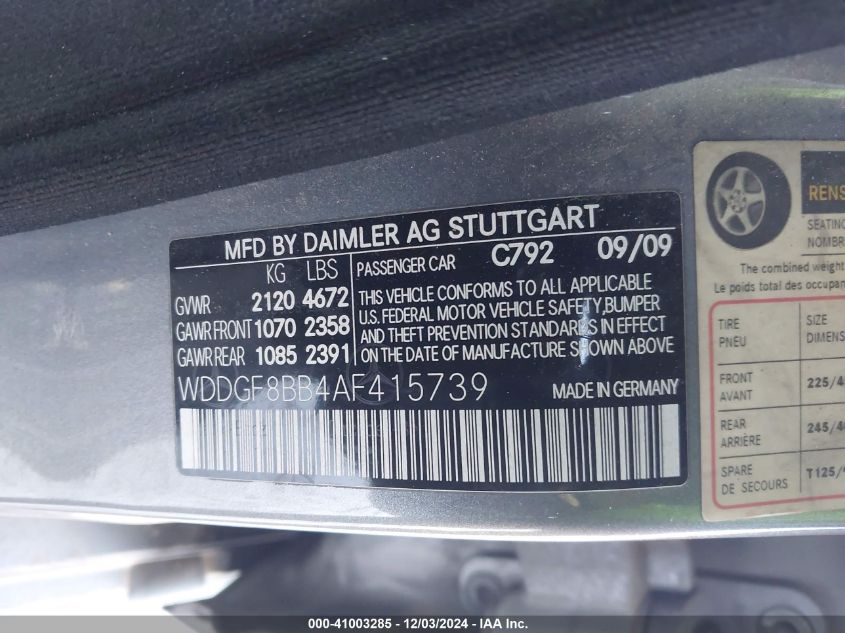 MFD BY DAIMLER AG STUTTGART
KG LBS PASSENGER CAR C792 09/09
GVWR 2120 4672
GAWR FRONT 1070 2358
GAWR REAR 1085 2391
THIS VEHICLE CONFORMS TO ALL APPLICABLE
U.S. FEDERAL MOTOR VEHICLE SAFETY,BUMPER
AND THEFT PREVENTION STANDARDS IN EFFECT
ON THE DATE OF MANUFACTURE SHOWN ABOVE
WDDGF8BB4AF415739 MADE IN GERMANY
SEATING
NOMBRE
The combined weight
Le poids total des
TIRE SIZE
PNEU
FRONT 225/4
AVANT
REAR 245/4
ARRIÈRE
SPARE T125/
DE SECOURS
000-41003285 - 12/03/2024 - IAA Inc.